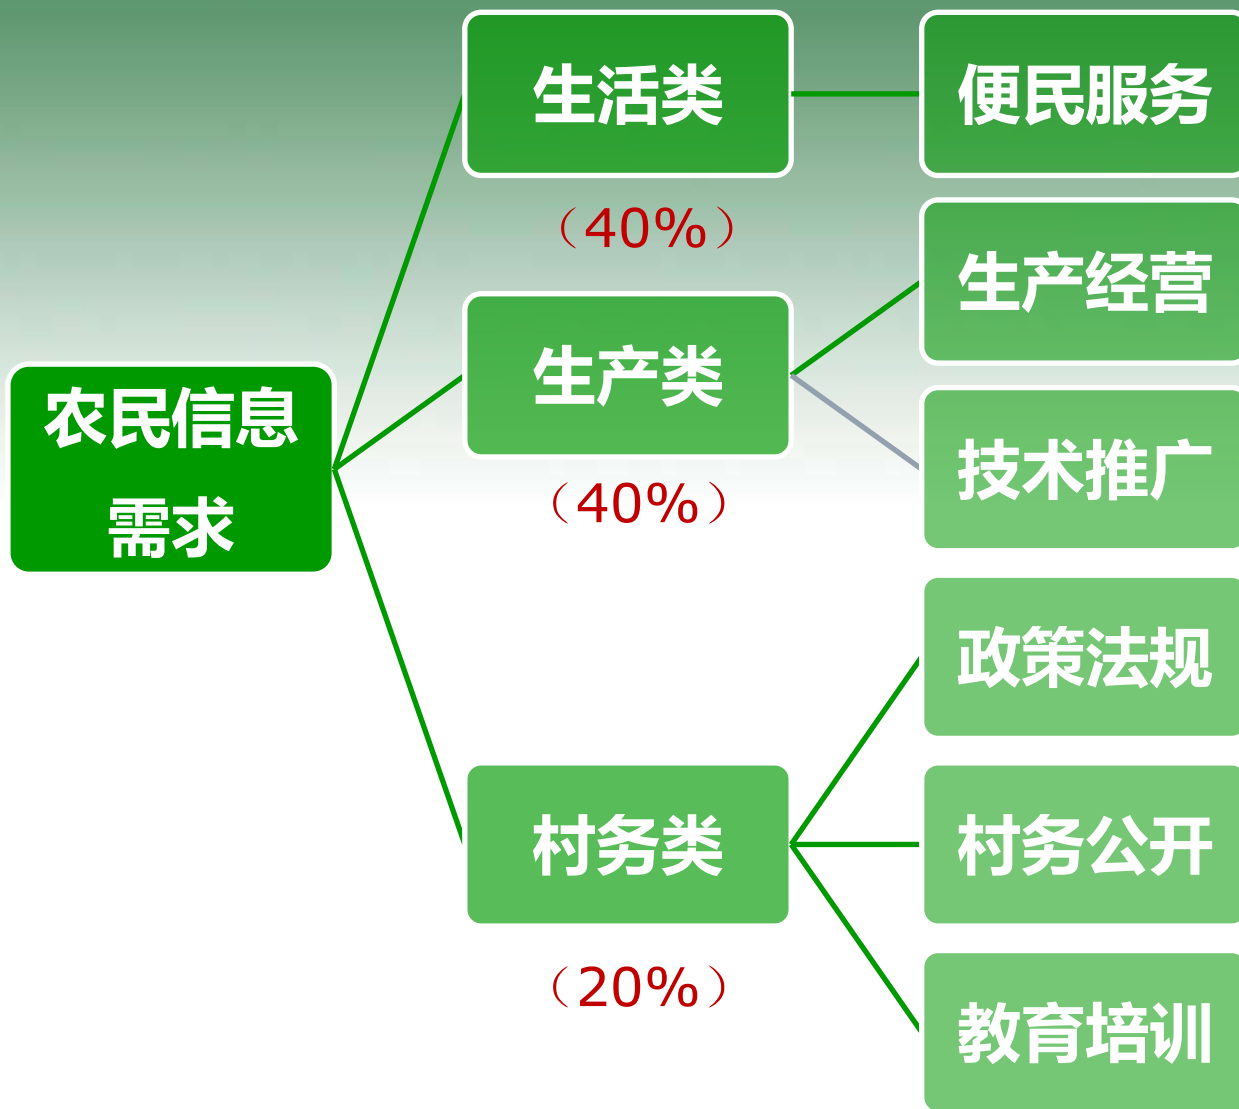 农民信息
需求
生活类
（40%）
生产类
（40%）
村务类
（20%）
便民服务
生产经营
技术推广
政策法规
村务公开
教育培训